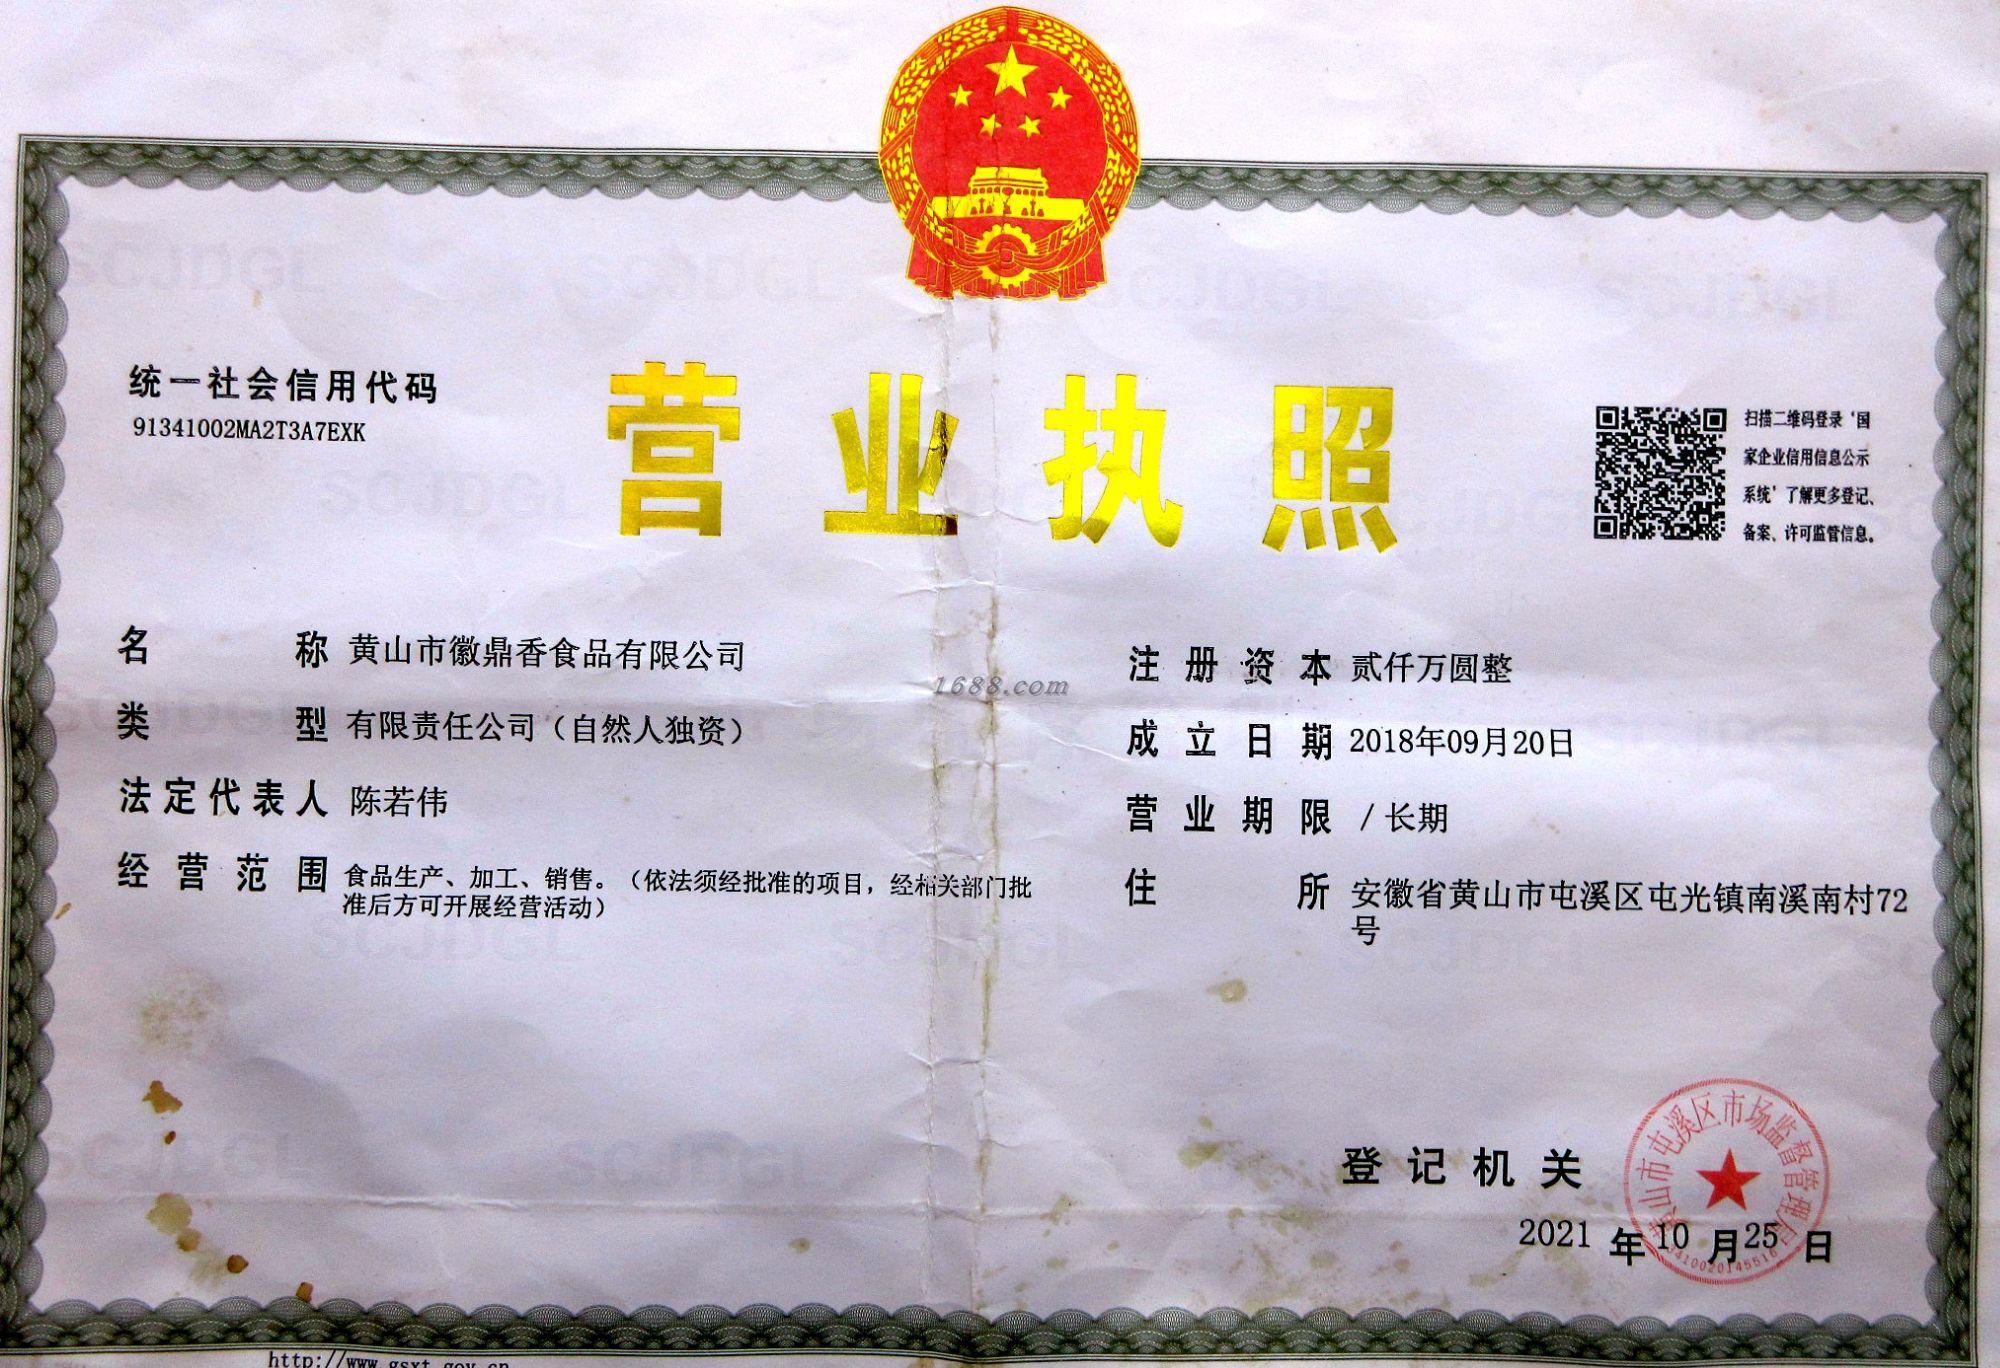 统一社会信用代码
91341002MA2T3A7EXK
营业执照
扫描二维码登录‘国
家企业信用信息公示
系统’了解更多登记、
备案、许可监管信息。
名称 黄山市徽鼎香食品有限公司
类型 有限责任公司（自然人独资）
法定代表人 陈若伟
经营范围 食品生产、加工、销售。（依法须经批准的项目，经相关部门批
准后方可开展经营活动）
1688.com
注册资本 贰仟万圆整
成立日期 2018年09月20日
营业期限 / 长期
住所 安徽省黄山市屯溪区屯光镇南溪南村72
号
登记机关
黄山市屯溪区市场监督管理局
2021年10月25日
http://www.gsxt.gov.cn
SCJDGL